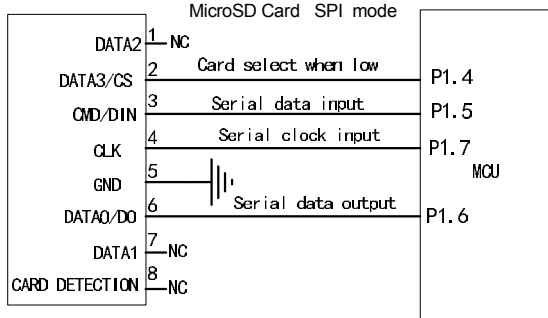 MicroSD Card SPI mode
DATA2 1 NC
DATA3/CS 2 Card select when low P1.4
CMD/DIN 3 Serial data input P1.5
CLK 4 Serial clock input P1.7
MCU
GND 5
DATA0/DO 6 Serial data output P1.6
DATA1 7 NC
CARD DETECTION 8 NC